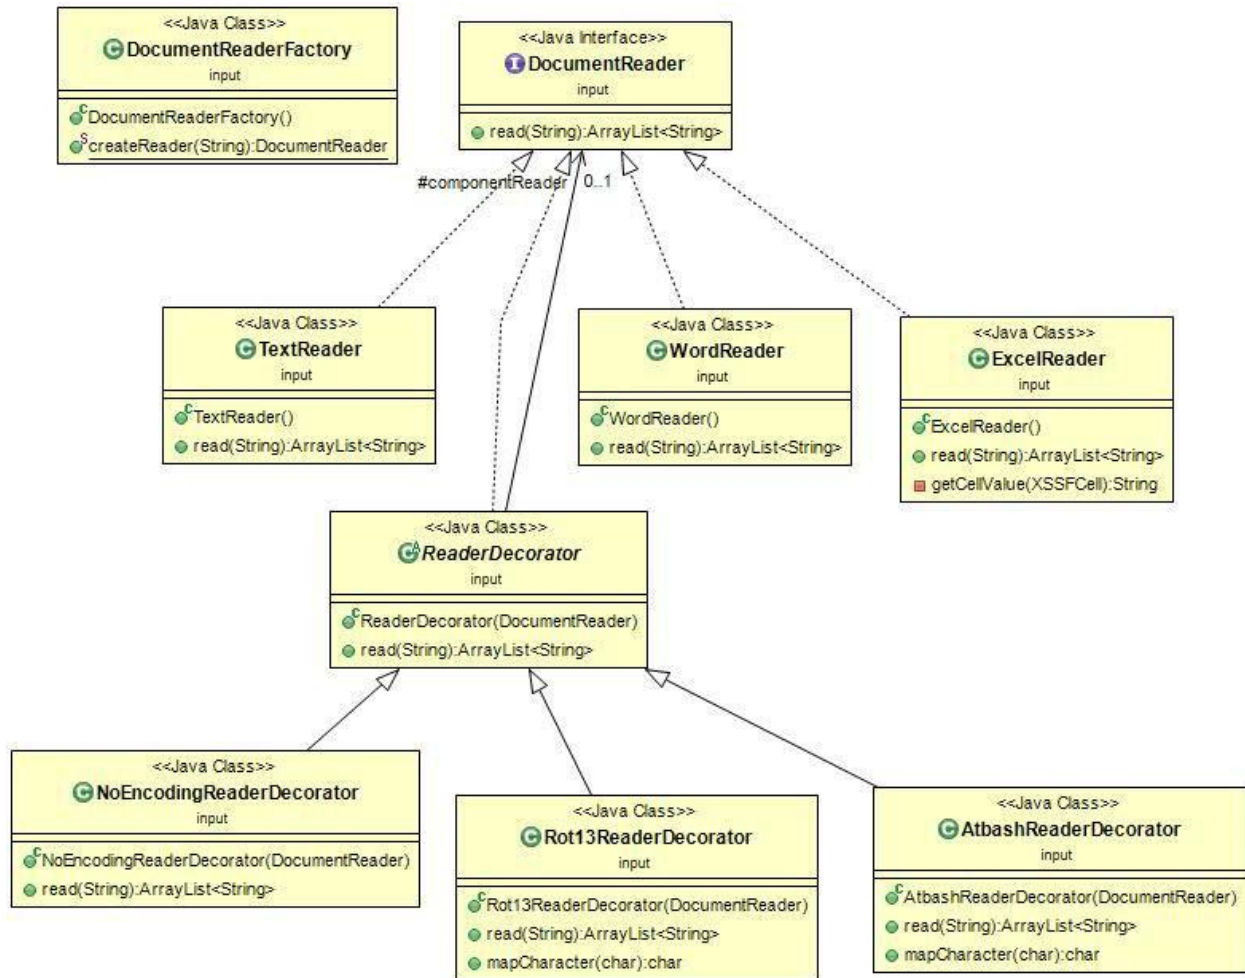 <<Java Class>>
DocumentReaderFactory
input
DocumentReaderFactory()
createReader(String):DocumentReader
<<Java Interface>>
DocumentReader
input
read(String):ArrayList<String>
#componentReader 0..1
<<Java Class>>
TextReader
input
TextReader()
read(String):ArrayList<String>
<<Java Class>>
WordReader
input
WordReader()
read(String):ArrayList<String>
<<Java Class>>
ExcelReader
input
ExcelReader()
read(String):ArrayList<String>
getCellValue(XSSFCell):String
<<Java Class>>
ReaderDecorator
input
ReaderDecorator(DocumentReader)
read(String):ArrayList<String>
<<Java Class>>
NoEncodingReaderDecorator
input
NoEncodingReaderDecorator(DocumentReader)
read(String):ArrayList<String>
<<Java Class>>
Rot13ReaderDecorator
input
Rot13ReaderDecorator(DocumentReader)
read(String):ArrayList<String>
mapCharacter(char):char
<<Java Class>>
AtbashReaderDecorator
input
AtbashReaderDecorator(DocumentReader)
read(String):ArrayList<String>
mapCharacter(char):char